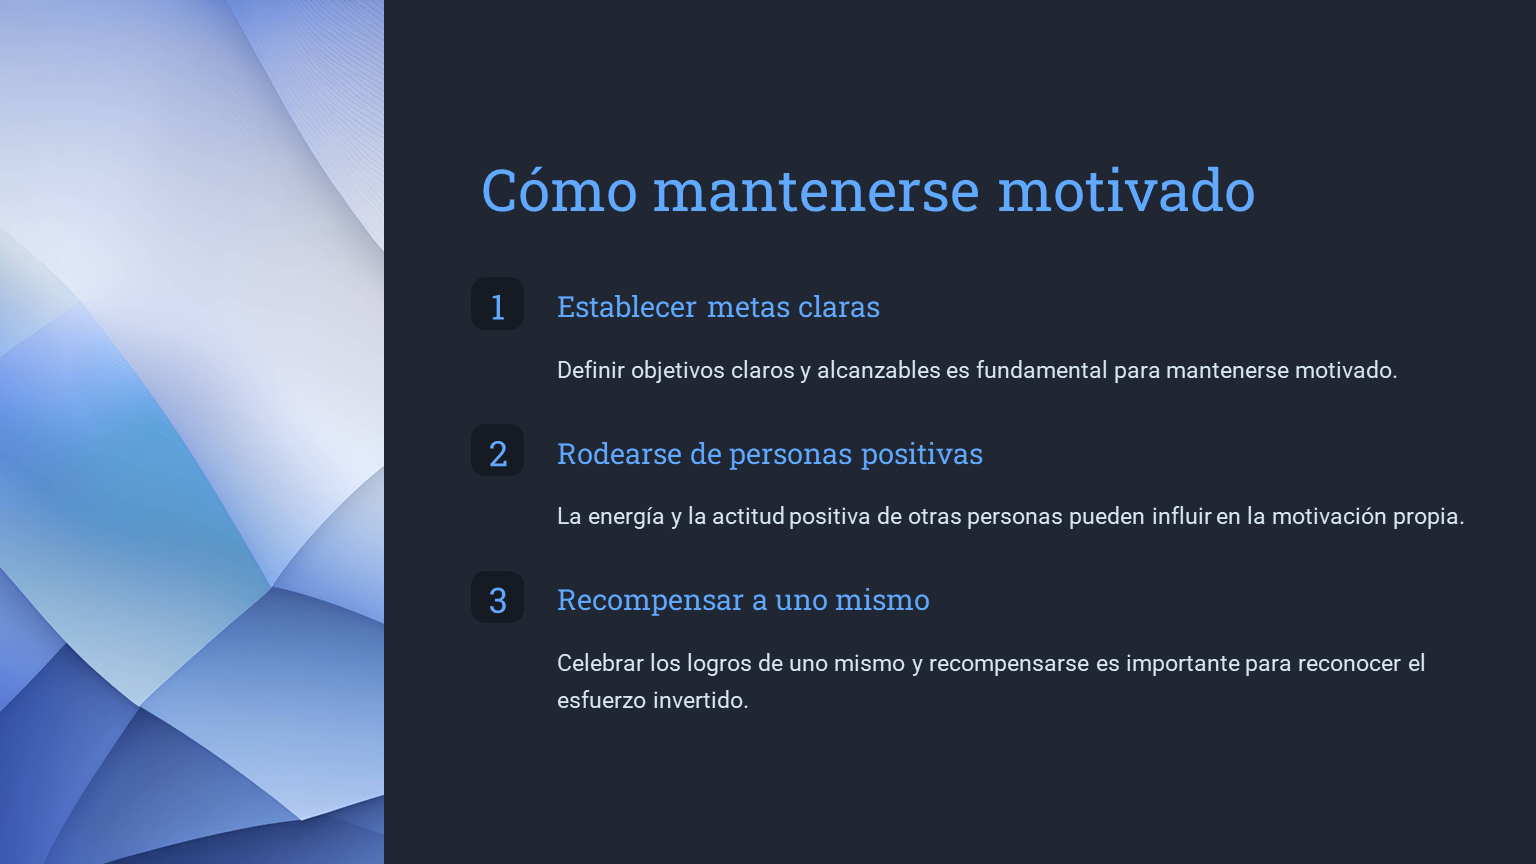 Cómo mantenerse motivado
1
Establecer metas claras
Definir objetivos claros y alcanzables es fundamental para mantenerse motivado.
2
Rodearse de personas positivas
La energía y la actitud positiva de otras personas pueden influir en la motivación propia.
3
Recompensar a uno mismo
Celebrar los logros de uno mismo y recompensarse es importante para reconocer el
esfuerzo invertido.